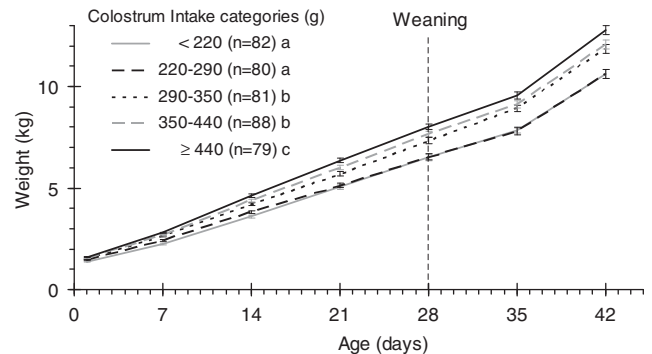 Colostrum Intake categories (g)
< 220 (n=82) a
220-290 (n=80) a
290-350 (n=81) b
350-440 (n=88) b
≥ 440 (n=79) c
Weaning
Weight (kg)
10
5
0
0 7 14 21 28 35 42
Age (days)